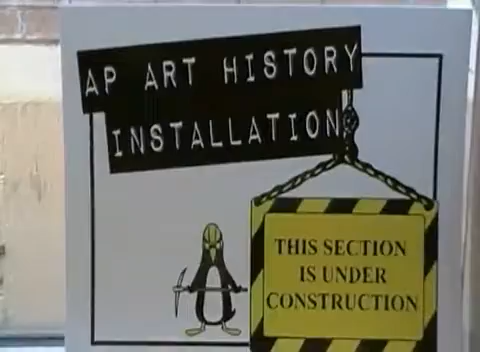 AP ART HISTORY
INSTALLATION
THIS SECTION
IS UNDER
CONSTRUCTION